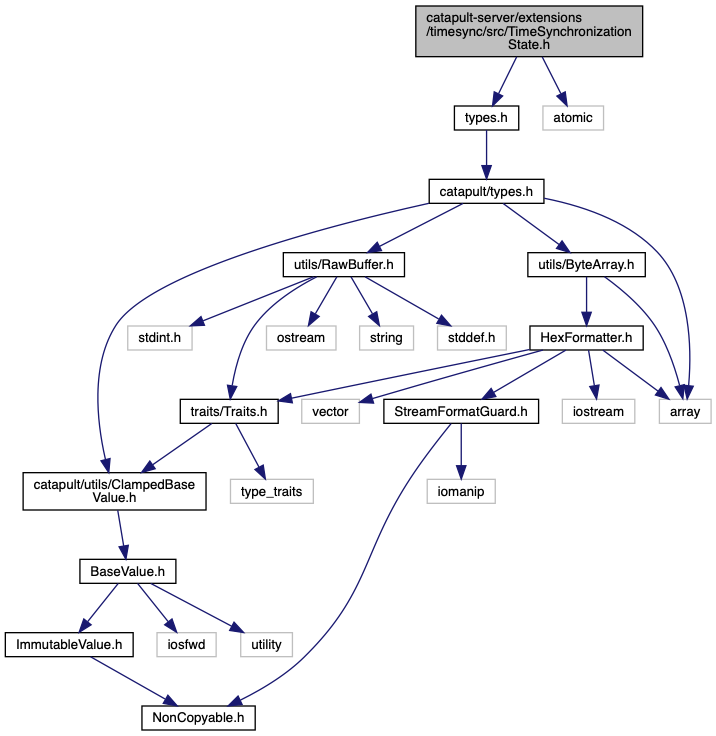 catapult-server/extensions
/timesync/src/TimeSynchronization
State.h
types.h
atomic
catapult/types.h
utils/RawBuffer.h
utils/ByteArray.h
stdint.h
ostream
string
stddef.h
HexFormatter.h
traits/Traits.h
vector
StreamFormatGuard.h
iostream
array
catapult/utils/ClampedBase
Value.h
type_traits
iomanip
BaseValue.h
ImmutableValue.h
iosfwd
utility
NonCopyable.h